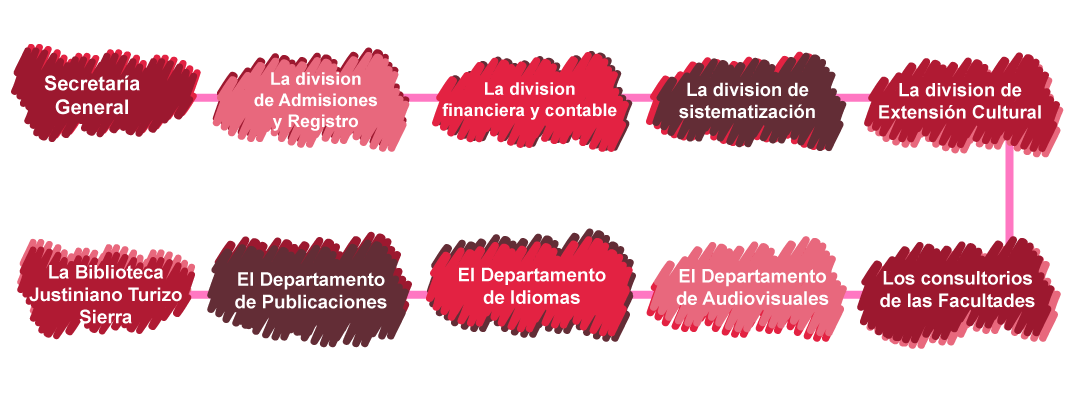 Secretaría
General
La division
de Admisiones
y Registro
La division
financiera y contable
La division de
sistematización
La division de
Extensión Cultural
Los consultorios
de las Facultades
El Departamento
de Audiovisuales
El Departamento
de Idiomas
El Departamento
de Publicaciones
La Biblioteca
Justiniano Turizo
Sierra